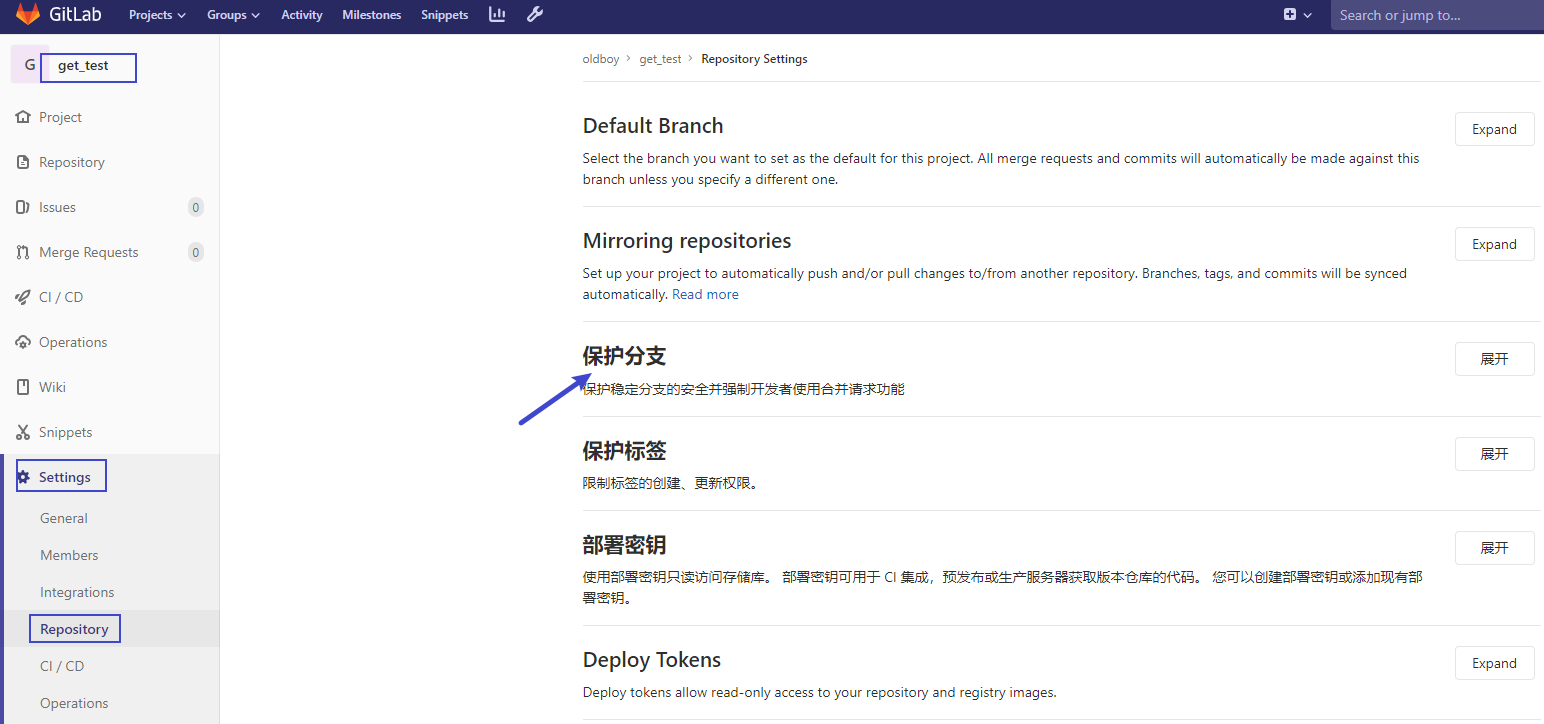 GitLab Projects Groups Activity Milestones Snippets Search or jump to...
G get_test
Project
Repository
Issues 0
Merge Requests 0
CI / CD
Operations
Wiki
Snippets
Settings
General
Members
Integrations
Repository
CI / CD
Operations
oldboy > get_test > Repository Settings
Default Branch
Expand
Select the branch you want to set as the default for this project. All merge requests and commits will automatically be made against this
branch unless you specify a different one.
Mirroring repositories
Expand
Set up your project to automatically push and/or pull changes to/from another repository. Branches, tags, and commits will be synced
automatically. Read more
保护分支
展开
保护稳定分支的安全并强制开发者使用合并请求功能
保护标签
展开
限制标签的创建、更新权限。
部署密钥
展开
使用部署密钥只读访问存储库。 部署密钥可用于 CI 集成，预发布或生产服务器获取版本仓库的代码。 您可以创建部署密钥或添加现有部
署密钥。
Deploy Tokens
Expand
Deploy tokens allow read-only access to your repository and registry images.